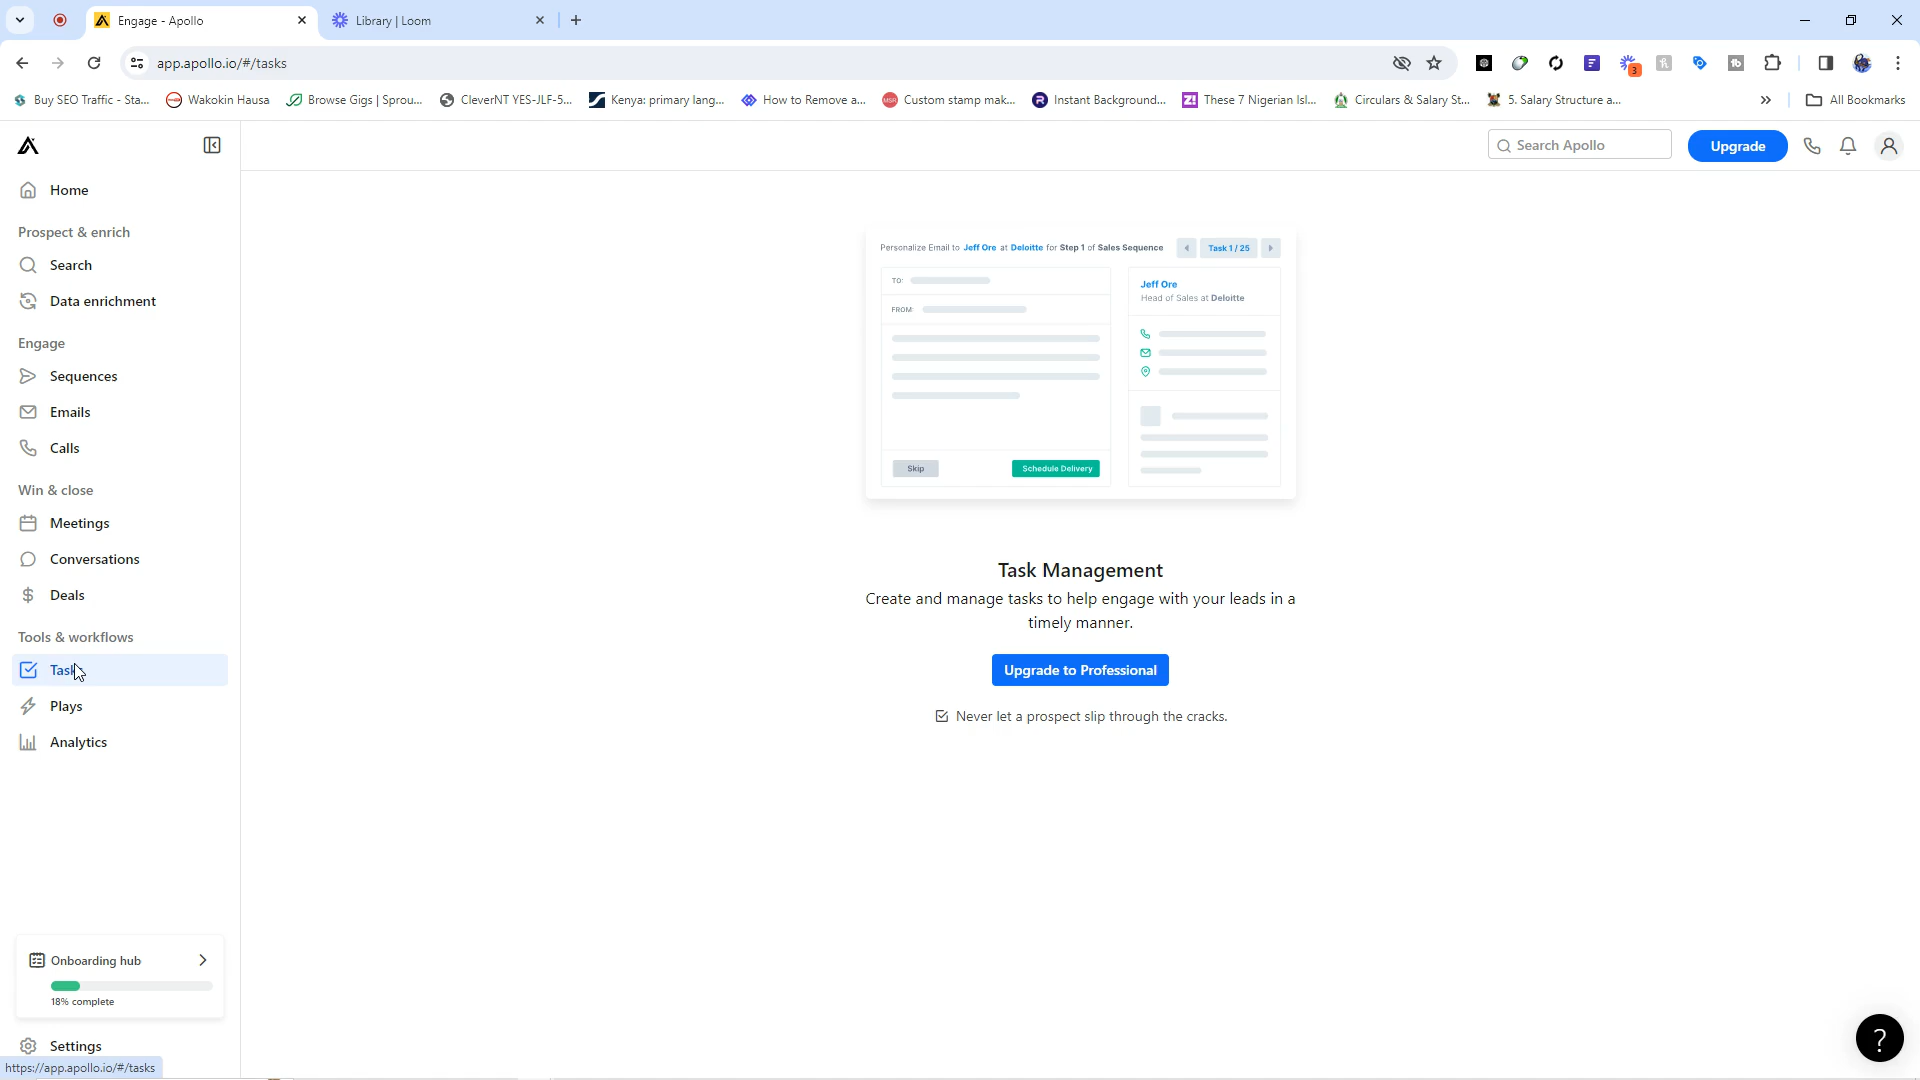 Engage - Apollo
Library | Loom
app.apollo.io/#/tasks
3
Buy SEO Traffic - Sta...
Wakokin Hausa
Browse Gigs | Sprou...
CleverNT YES-JLF-5...
Kenya: primary lang...
How to Remove a...
MSR
Custom stamp mak...
R
Instant Background...
Z!
These 7 Nigerian Isl...
Circulars & Salary St...
5. Salary Structure a...
All Bookmarks
Search Apollo
Upgrade
Home
Prospect & enrich
Search
Data enrichment
Engage
Sequences
Emails
Calls
Win & close
Meetings
Conversations
Deals
Tools & workflows
Tasks
Plays
Analytics
Onboarding hub
18% complete
Settings
https://app.apollo.io/#/tasks
Personalize Email to Jeff Ore at Deloitte for Step 1 of Sales Sequence
Task 1 / 25
TO:
FROM:
Skip
Schedule Delivery
Jeff Ore
Head of Sales at Deloitte
Task Management
Create and manage tasks to help engage with your leads in a
timely manner.
Upgrade to Professional
Never let a prospect slip through the cracks.
?